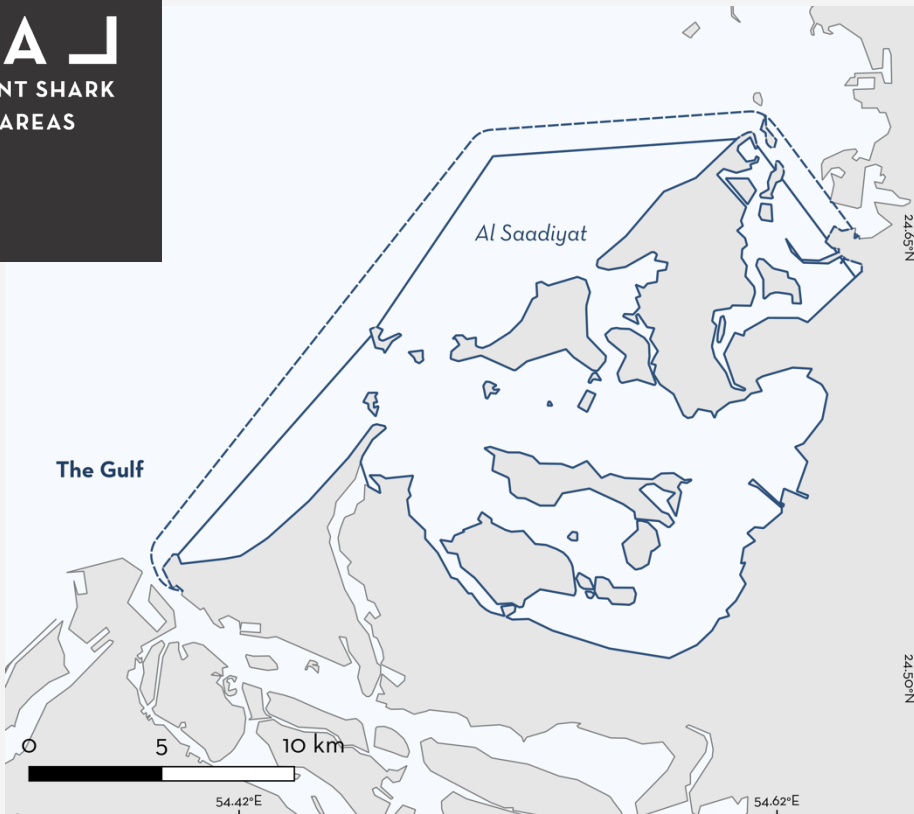 A
NT SHARK
AREAS
Al Saadiyat
24.65°N
The Gulf
24.50°N
0 5 10 km
54.42°E 54.62°E